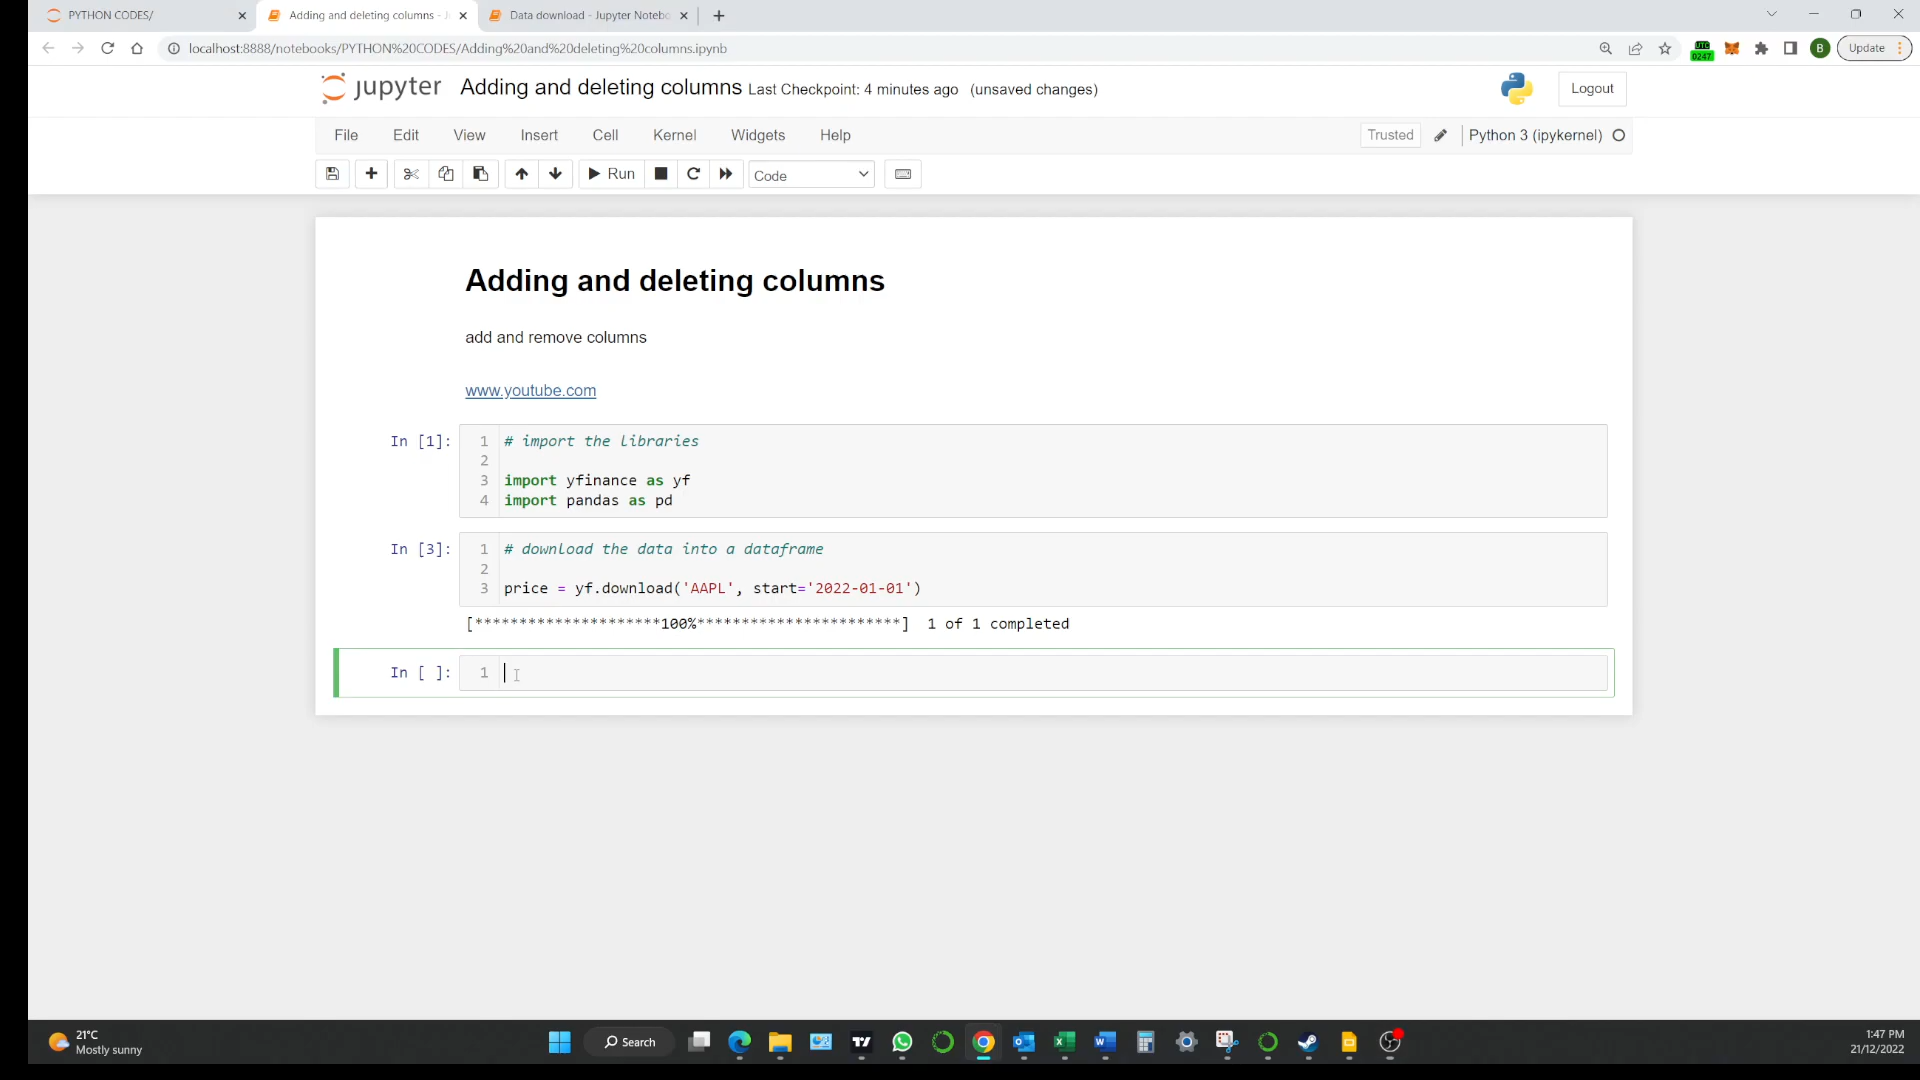 PYTHON CODES/
Adding and deleting columns - J
Data download - Jupyter Notebo
localhost:8888/notebooks/PYTHON%20CODES/Adding%20and%20deleting%20columns.ipynb
UTC
0247
B
Update
jupyter
Adding and deleting columns Last Checkpoint: 4 minutes ago (unsaved changes)
Logout
File Edit View Insert Cell Kernel Widgets Help
Trusted
Python 3 (ipykernel)
Run
Code
Adding and deleting columns
add and remove columns
www.youtube.com
In [1]:
1 # import the libraries
2
3 import yfinance as yf
4 import pandas as pd
In [3]:
1 # download the data into a dataframe
2
3 price = yf.download('AAPL', start='2022-01-01')
[*********************100%***********************]  1 of 1 completed
In [ ]:
1
21°C
Mostly sunny
Search
1:47 PM
21/12/2022